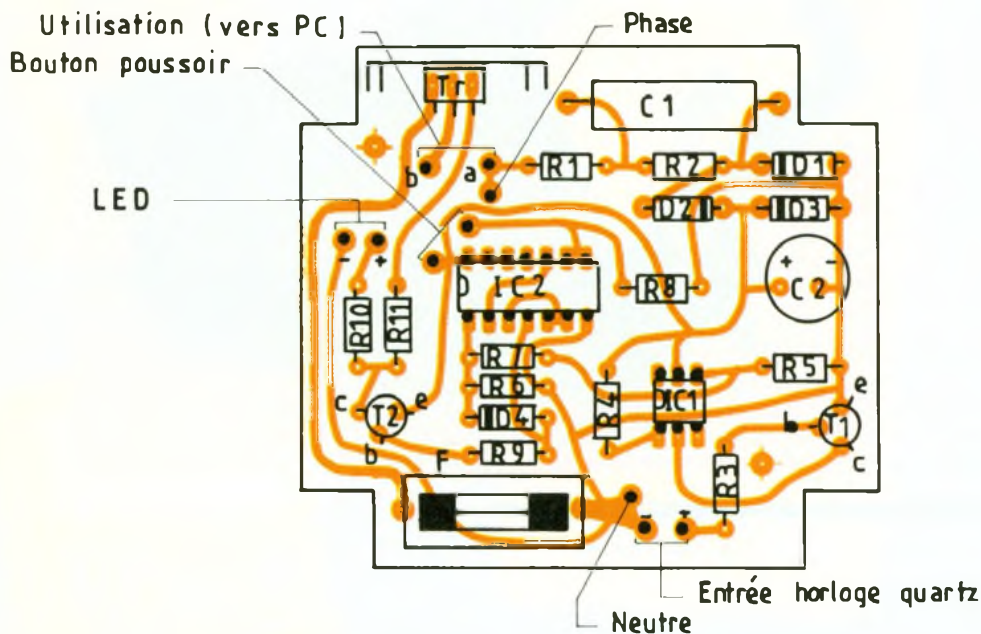 Utilisation (vers PC)
Phase
Bouton poussoir
Tr
C1
b
a
R1
R2
D1
LED
D2
D3
- +
+ -
IC2
R8
C2
R10
R11
R7
R5
R6
R4
IC1
e
c
T2
e
D4
b
T1
b
F
R9
R3
c
- +
Entrée horloge quartz
Neutre